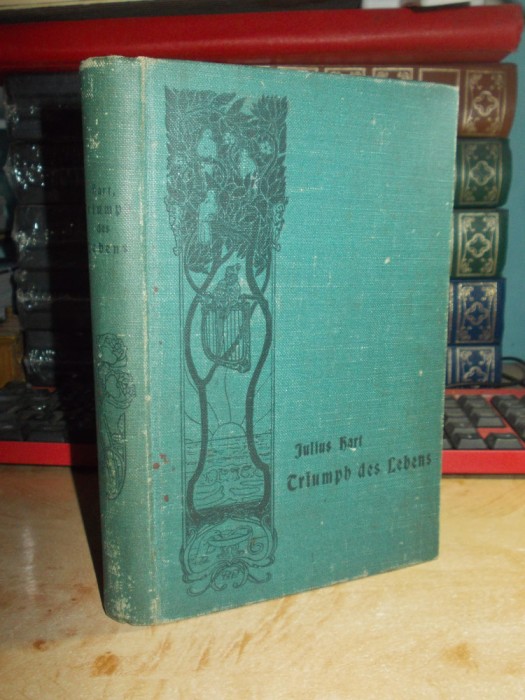 Hart,
Triumph
des
Lebens
Julius Hart
Triumph des Lebens